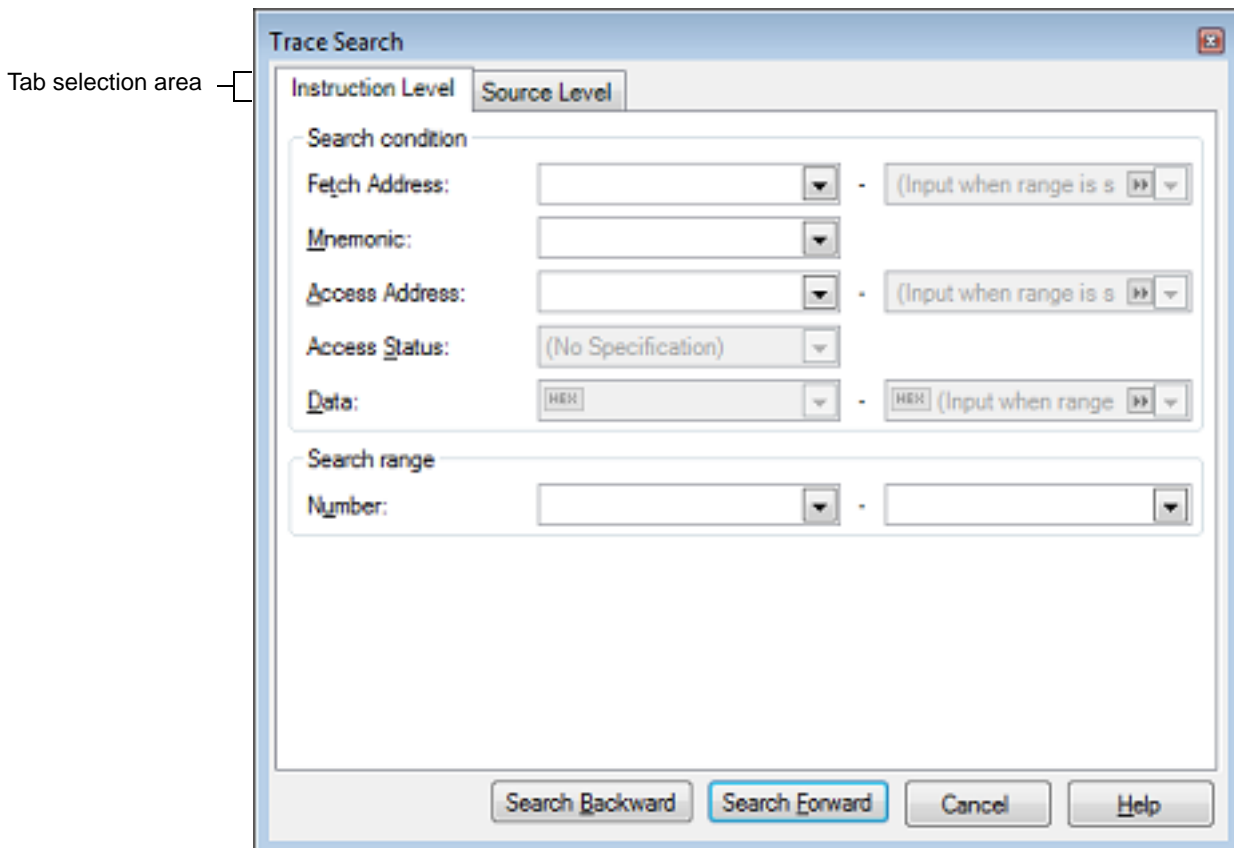 Trace Search
Tab selection area
Instruction Level Source Level
Search condition
Fetch Address: - (Input when range is s
Mnemonic:
Access Address: - (Input when range is s
Access Status: (No Specification)
Data: HEX - HEX (Input when range
Search range
Number: -
Search Backward Search Forward Cancel Help